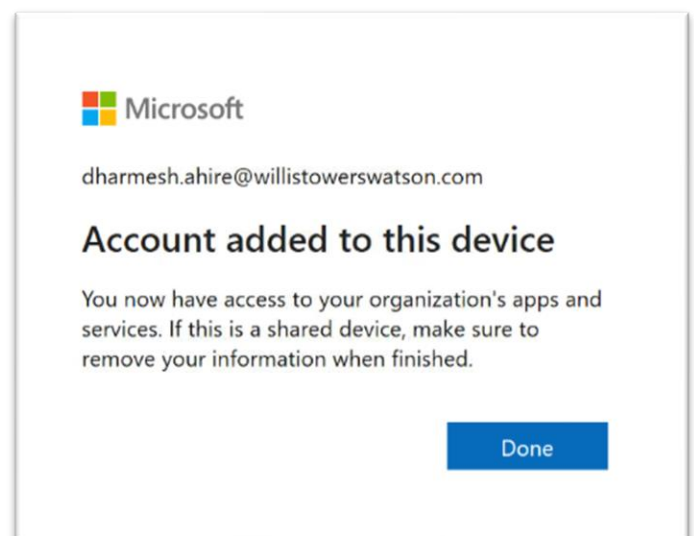 Microsoft
dharmesh.ahire@willistowerswatson.com
Account added to this device
You now have access to your organization's apps and
services. If this is a shared device, make sure to
remove your information when finished.
Done